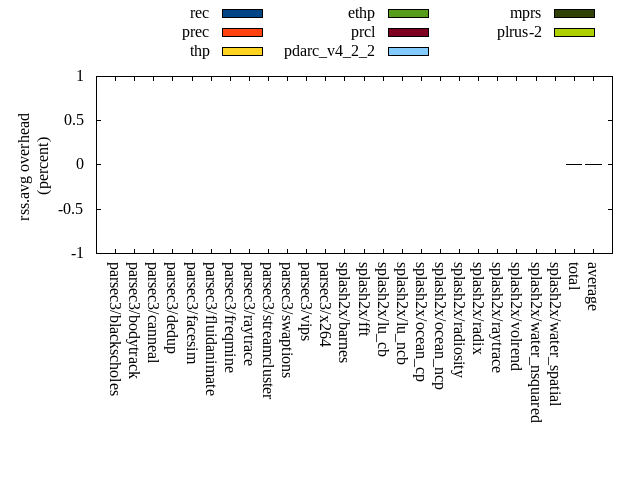 rec
prec
thp
ethp
prcl
pdarc_v4_2_2
mprs
plrus-2
rss.avg overhead
(percent)
1
0.5
0
-0.5
-1
parsec3/blackscholes
parsec3/bodytrack
parsec3/canneal
parsec3/dedup
parsec3/facesim
parsec3/fluidanimate
parsec3/freqmine
parsec3/raytrace
parsec3/streamcluster
parsec3/swaptions
parsec3/vips
parsec3/x264
splash2x/barnes
splash2x/fft
splash2x/lu_cb
splash2x/lu_ncb
splash2x/ocean_cp
splash2x/ocean_ncp
splash2x/radiosity
splash2x/radix
splash2x/raytrace
splash2x/volrend
splash2x/water_nsquared
splash2x/water_spatial
total
average